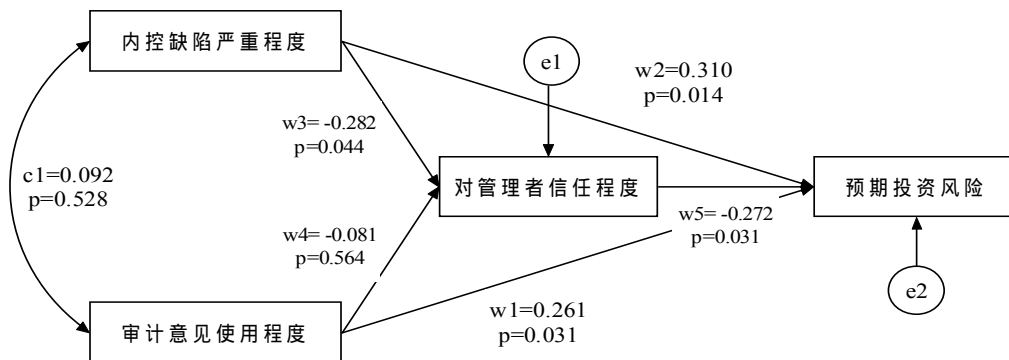 内控缺陷严重程度
e1
w2=0.310
p=0.014
w3= -0.282
p=0.044
c1=0.092
p=0.528
对管理者信任程度
预期投资风险
w5= -0.272
p=0.031
w4= -0.081
p=0.564
e2
审计意见使用程度
w1=0.261
p=0.031